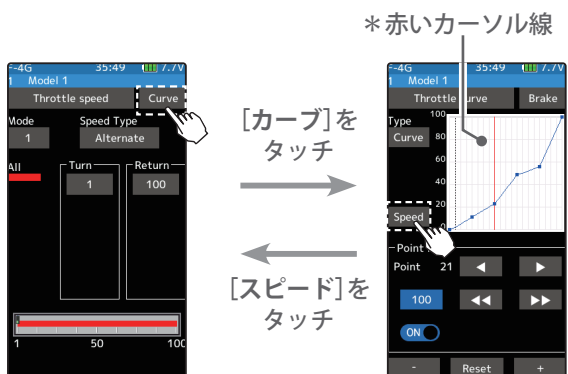 ＊赤いカーソル線
-4G 35:49 7.7V
1 Model 1
Throttle speed Curve
Mode Speed Type
1 Alternate
All Turn Return
1 100
1 50 100
[カーブ]を
タッチ
[スピード]を
タッチ
-4G 35:49 7.7V
1 Model 1
Throttle Curve Brake
Type
Curve
100
80
60
40
20
0
Speed
Point
Point 21
100
ON
- Reset +